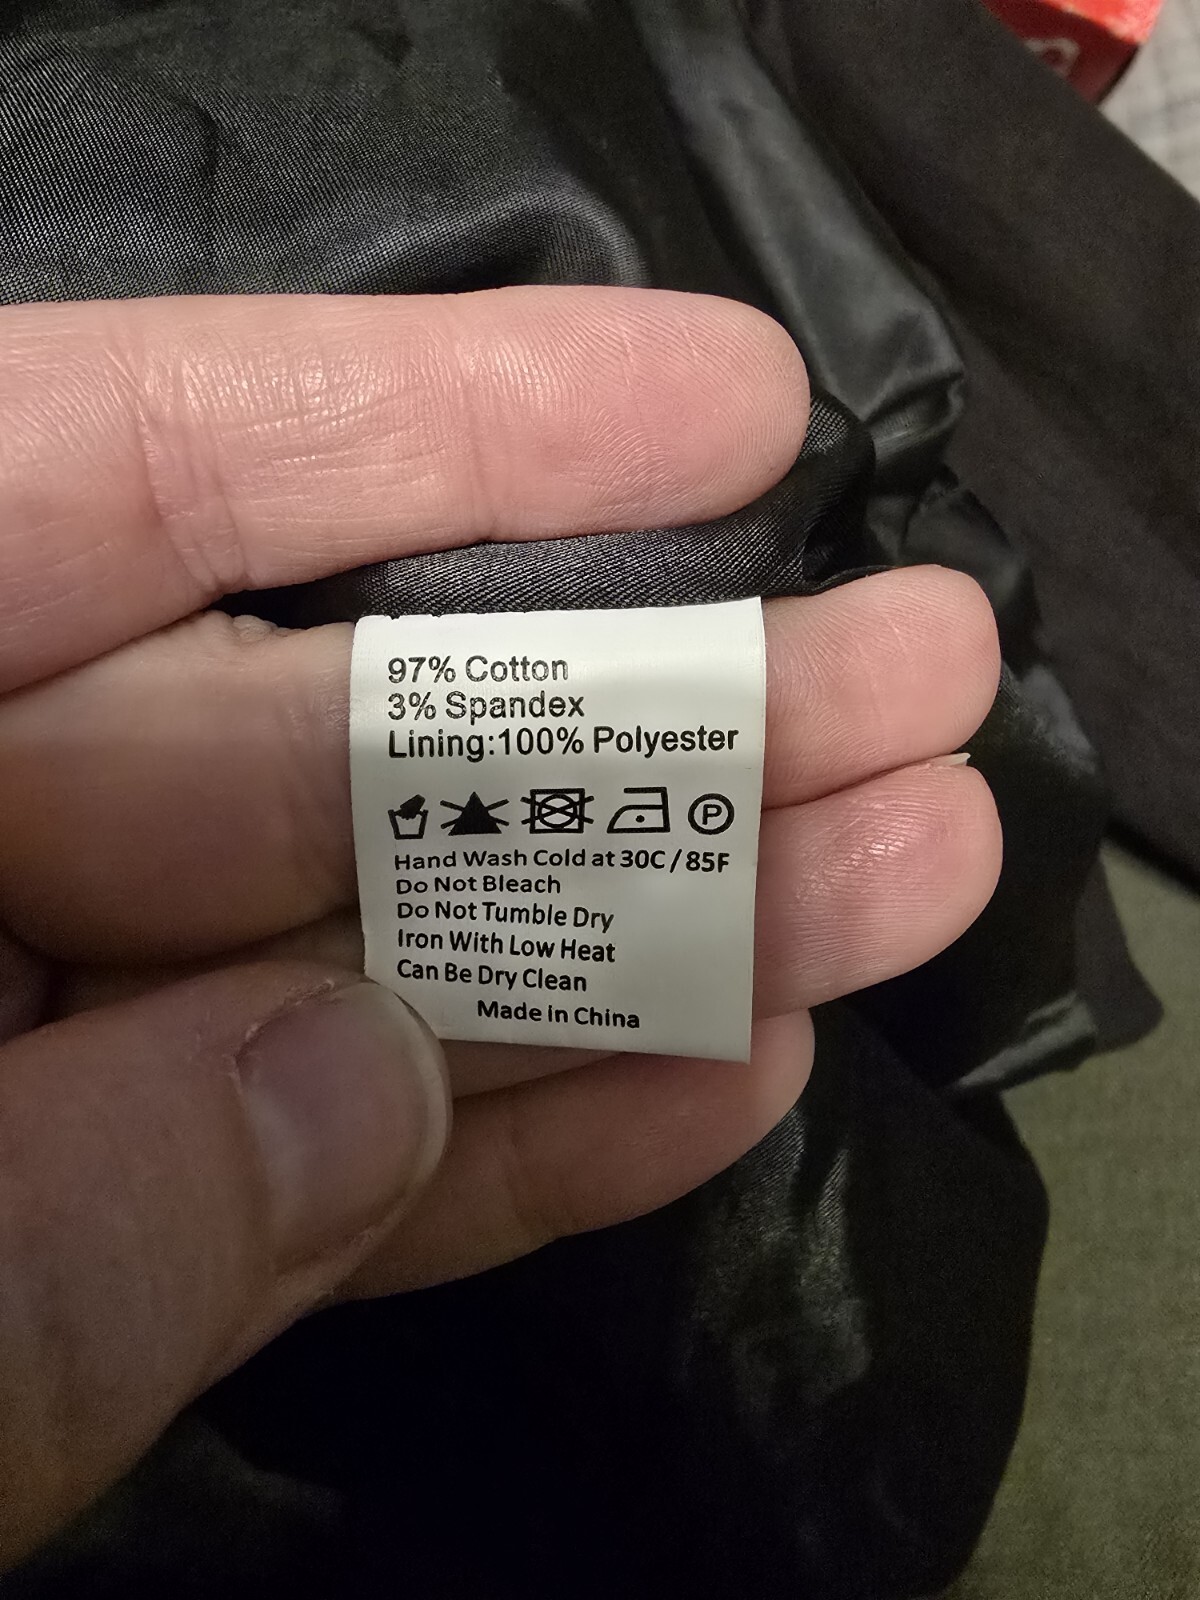 97% Cotton
3% Spandex
Lining:100% Polyester
P
Hand Wash Cold at 30C / 85F
Do Not Bleach
Do Not Tumble Dry
Iron With Low Heat
Can Be Dry Clean
Made in China